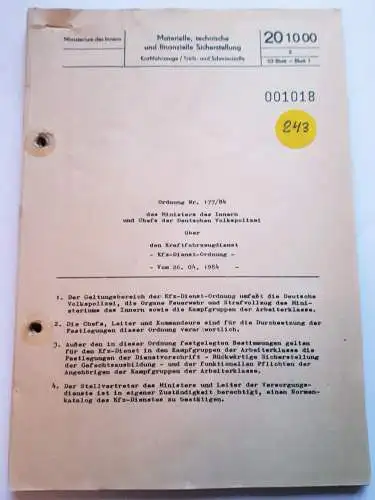 Ministerium des Innern
Materielle, technische
und finanzielle Sicherstellung
Kraftfahrzeuge / Treib- und Schmierstoffe
20 10 00
10 Blatt - Blatt 1
001018
243
Ordnung Nr. 177/84
des Ministers des Innern
und Chefs der Deutschen Volkspolizei
über
den Kraftfahrzeugdienst
- Kfz-Dienst-Ordnung -
- Vom 26. 04. 1984 -
1. Der Geltungsbereich der Kfz-Dienst-Ordnung umfaßt die Deutsche
Volkspolizei, die Organe Feuerwehr und Strafvollzug des Mini-
steriums des Innern sowie die Kampfgruppen der Arbeiterklasse.
2. Die Chefs, Leiter und Kommandeure sind für die Durchsetzung der
Festlegungen dieser Ordnung verantwortlich.
3. Außer den in dieser Ordnung festgelegten Bestimmungen gelten
für den Kfz-Dienst in den Kampfgruppen der Arbeiterklasse die
Festlegungen der Dienstvorschrift - Rückwärtige Sicherstellung
der Gefechtsausbildung - und der funktionellen Pflichten der
Angehörigen der Kampfgruppen der Arbeiterklasse.
4. Der Stellvertreter des Ministers und Leiter der Versorgungs-
dienste ist in eigener Zuständigkeit berechtigt, einen Normen-
katalog des Kfz-Dienstes zu bestätigen.